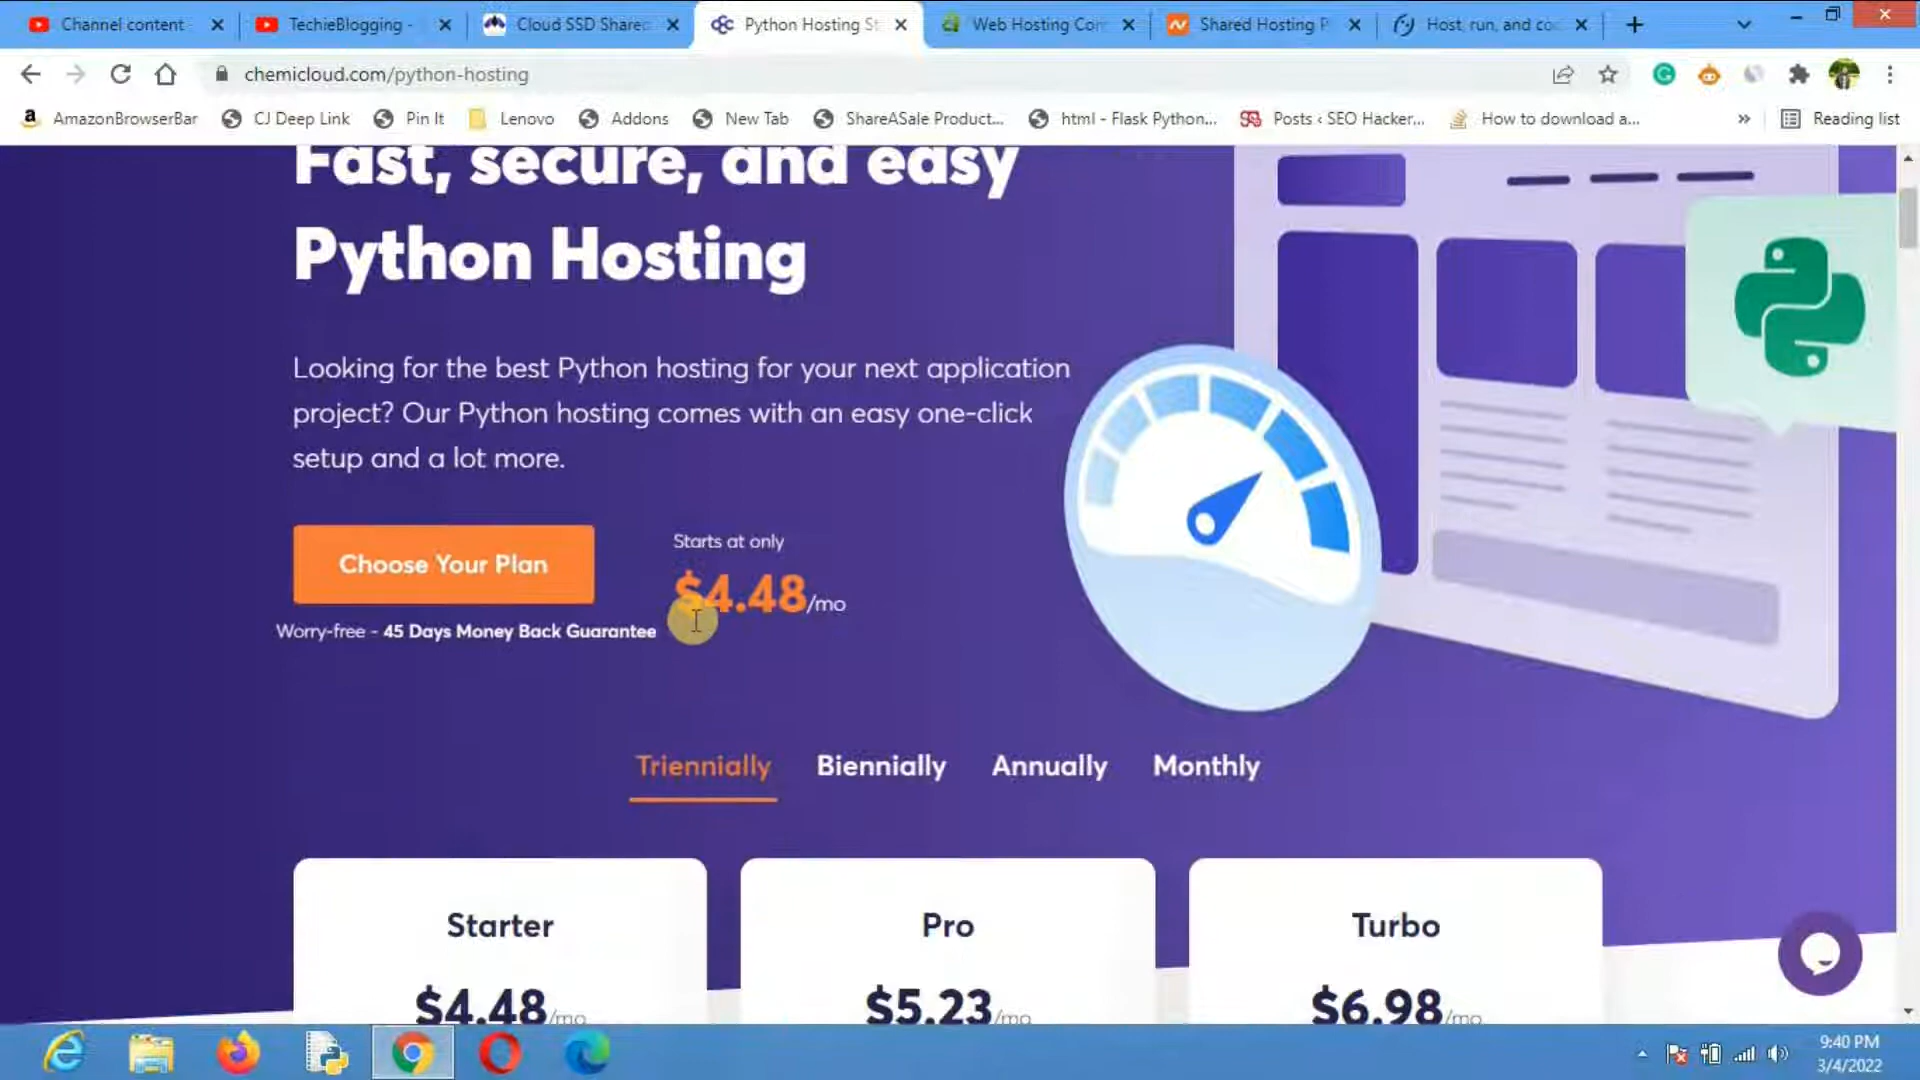 Channel content
TechieBlogging -
Cloud SSD Shared
Python Hosting St
Web Hosting Con
Shared Hosting P
Host, run, and co
chemicloud.com/python-hosting
AmazonBrowserBar
CJ Deep Link
Pin It
Lenovo
Addons
New Tab
ShareASale Product...
html - Flask Python...
Posts ‹ SEO Hacker...
How to download a...
»
Reading list
Fast, secure, and easy
Python Hosting
Looking for the best Python hosting for your next application
project? Our Python hosting comes with an easy one-click
setup and a lot more.
Choose Your Plan
Starts at only
$4.48/mo
Worry-free - 45 Days Money Back Guarantee
Triennially
Biennially
Annually
Monthly
Starter
Pro
Turbo
$4.48/mo
$5.23/mo
$6.98/mo
9:40 PM
3/4/2022